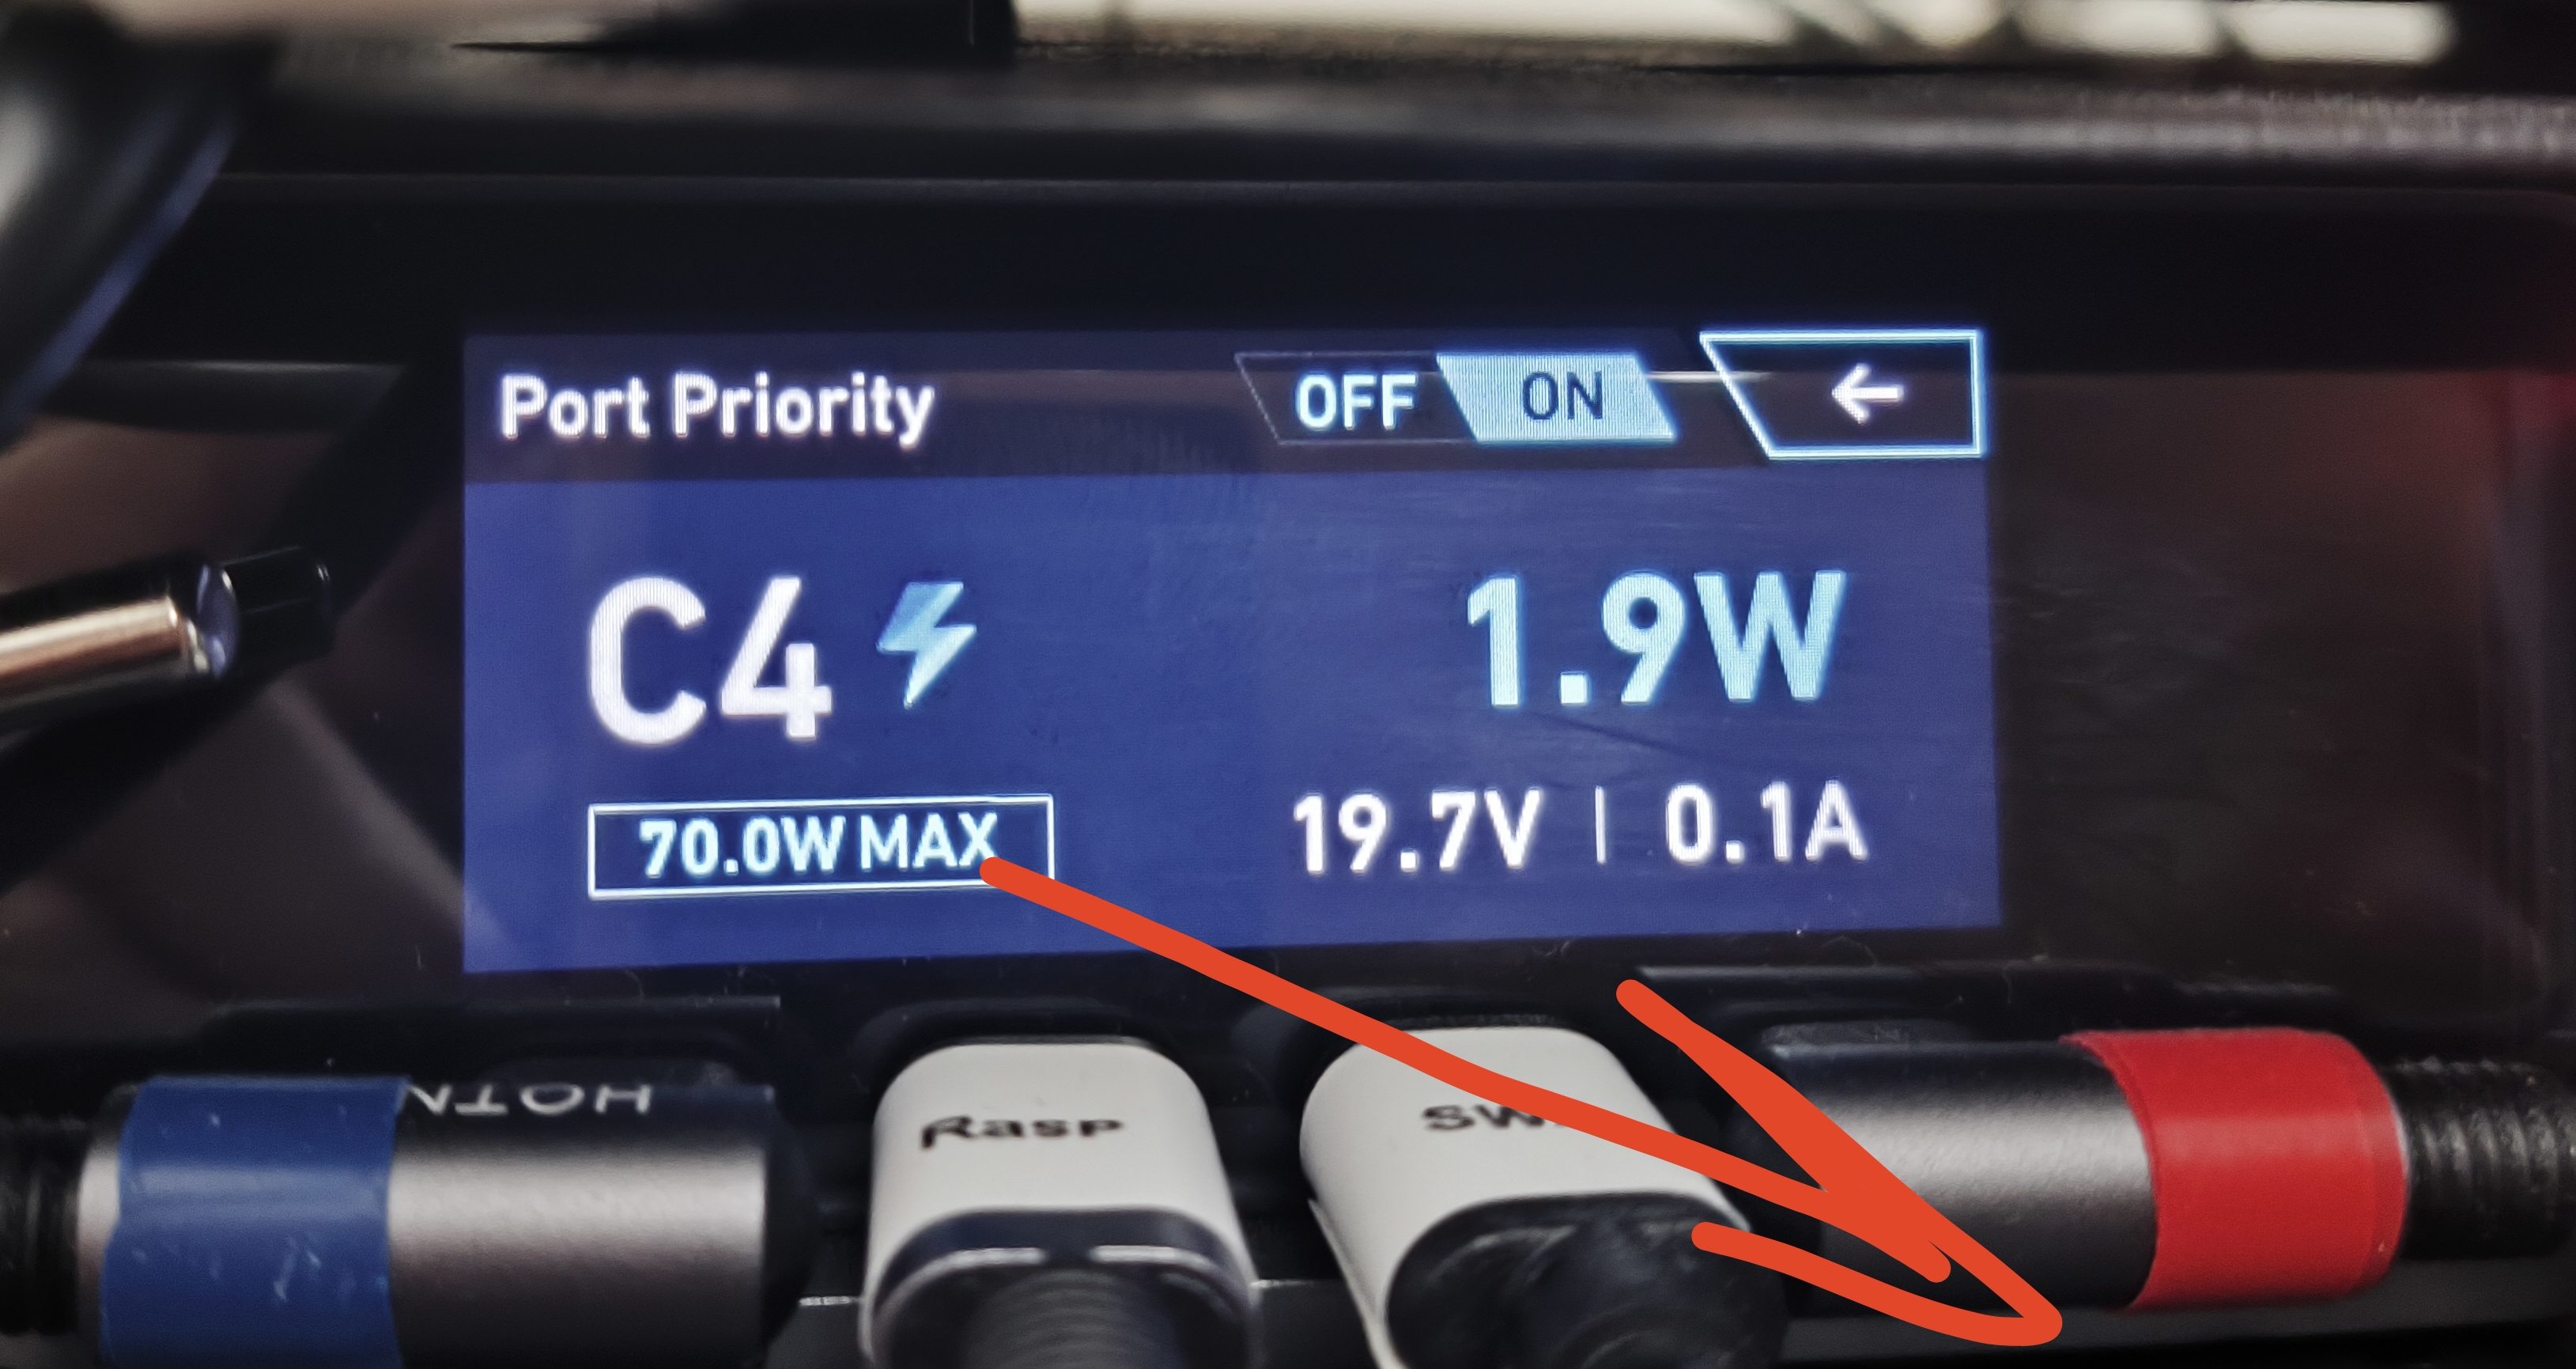 Port Priority
OFF ON ←
C4 1.9W
70.0W MAX
19.7V | 0.1A
Rasp